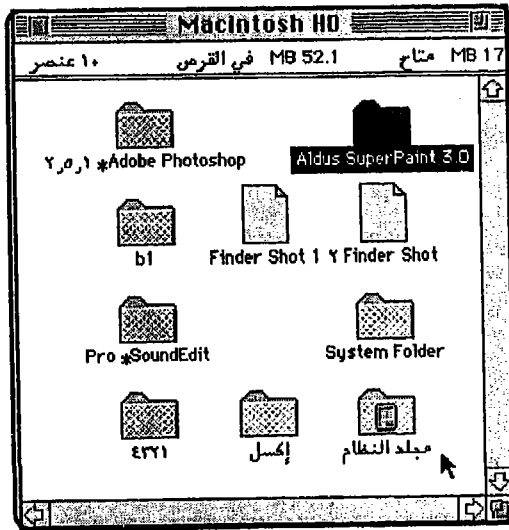 Macintosh HD
MB 17 متاح MB 52.1 في القرص ١٠ عنصر
Aldus SuperPaint 3.0
٢٫٥٫١ *Adobe Photoshop
٢ Finder Shot
Finder Shot 1
b1
System Folder
Pro *SoundEdit
مجلد النظام
إكسل
٤٣٢١